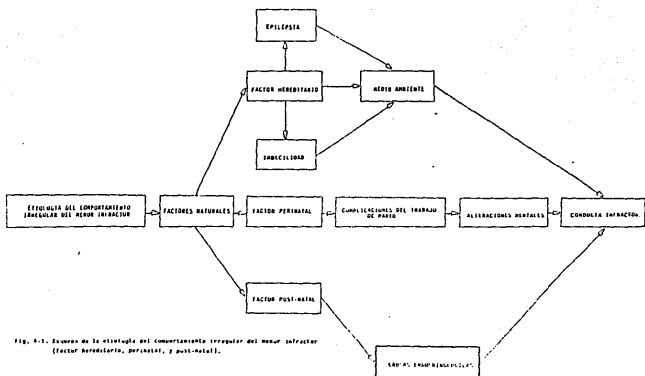 EPILEPSIA
FACTOR HEREDITARIO
MEDIO AMBIENTE
IMBECILIDAD
ETIOLOGIA DEL COMPORTAMIENTO
IRREGULAR DEL MENOR INFRACTOR
FACTORES NATURALES
FACTOR PERINATAL
COMPLICACIONES DEL TRABAJO
DE PARTO
ALTERACIONES MENTALES
CONDUCTA INFRACTOR.
FACTOR POST-NATAL
CAUSAS
Fig. 4-1. Esquema de la etiología del comportamiento irregular del menor infractor
(factor hereditario, perinatal, y post-natal).